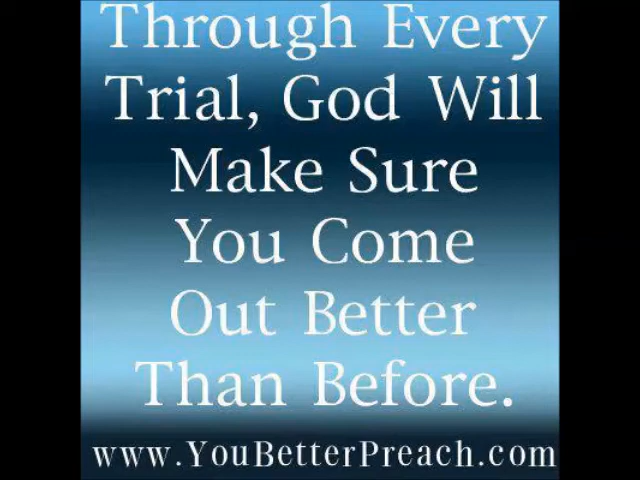 Through Every
Trial, God Will
Make Sure
You Come
Out Better
Than Before.
www.YouBetterPreach.com